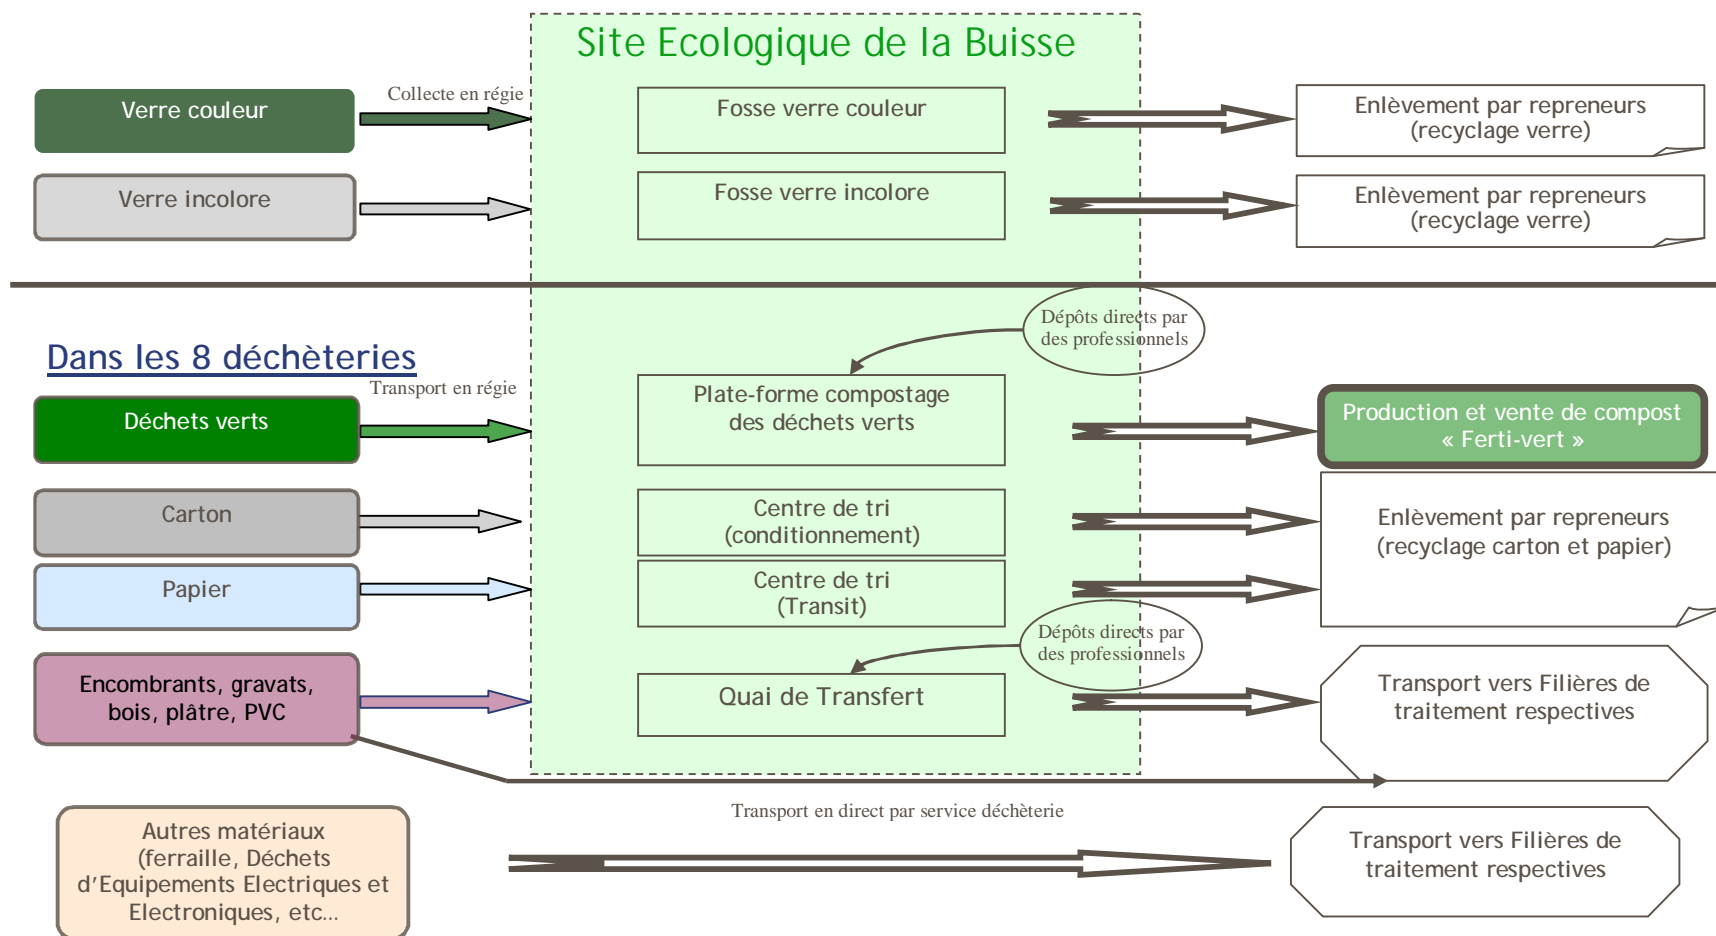 Site Ecologique de la Buisse
Collecte en régie
Verre couleur
Fosse verre couleur
Enlèvement par repreneurs
(recyclage verre)
Verre incolore
Fosse verre incolore
Enlèvement par repreneurs
(recyclage verre)
Dépôts directs par
des professionnels
Dans les 8 déchèteries
Transport en régie
Déchets verts
Plate-forme compostage
des déchets verts
Production et vente de compost
« Ferti-vert »
Carton
Centre de tri
(conditionnement)
Enlèvement par repreneurs
(recyclage carton et papier)
Papier
Centre de tri
(Transit)
Dépôts directs par
des professionnels
Encombrants, gravats,
bois, plâtre, PVC
Quai de Transfert
Transport vers Filières de
traitement respectives
Transport en direct par service déchèterie
Autres matériaux
(ferraille, Déchets
d'Equipements Electriques et
Electroniques, etc...
Transport vers Filières de
traitement respectives